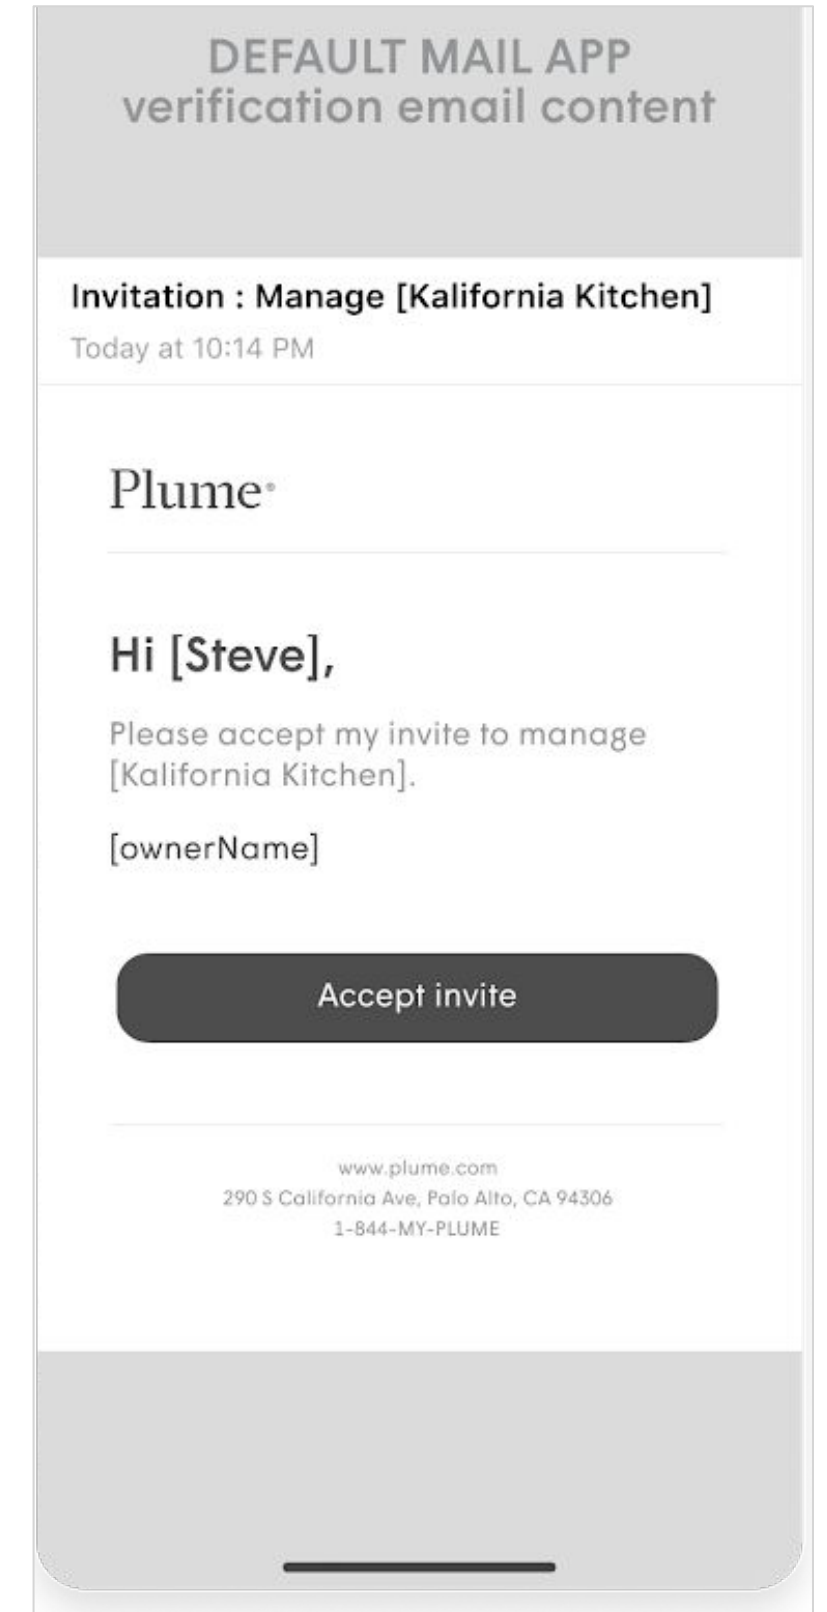 DEFAULT MAIL APP
verification email content
Invitation : Manage [Kalifornia Kitchen]
Today at 10:14 PM
Plume®
Hi [Steve],
Please accept my invite to manage
[Kalifornia Kitchen].
[ownerName]
Accept invite
www.plume.com
290 S California Ave, Palo Alto, CA 94306
1-844-MY-PLUME